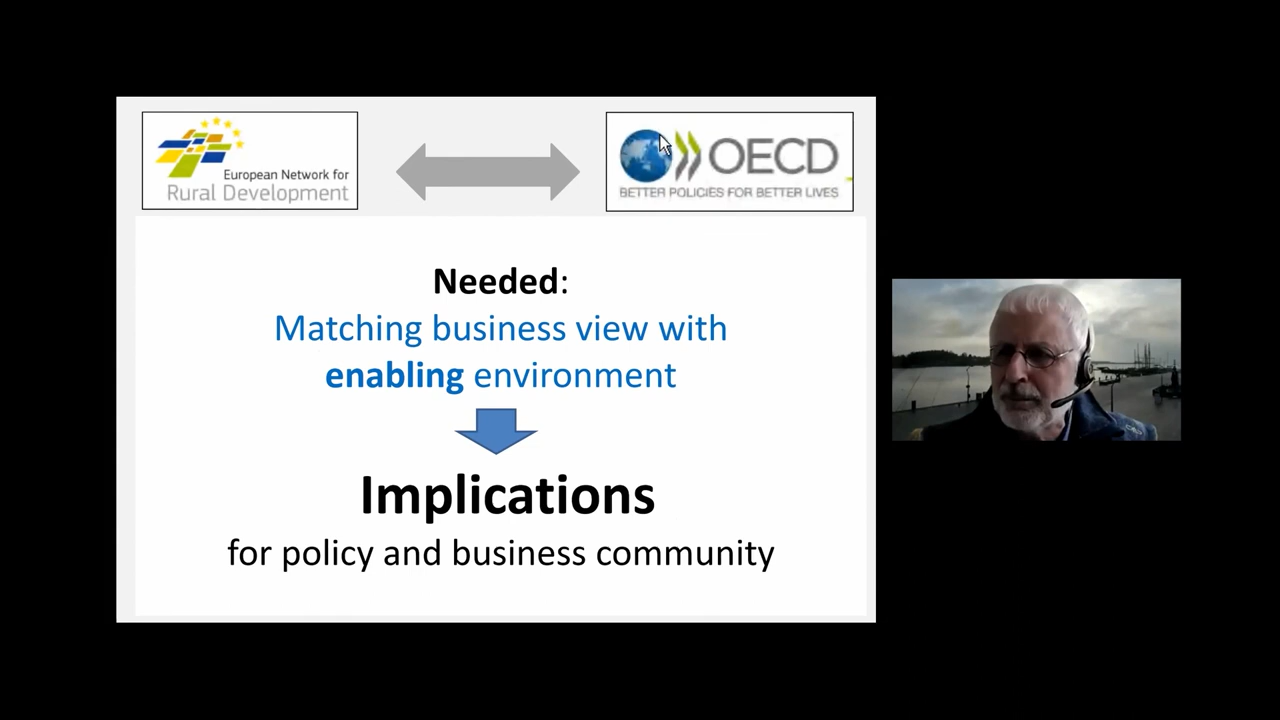 European Network for
Rural Development
OECD
BETTER POLICIES FOR BETTER LIVES
Needed:
Matching business view with
enabling environment
Implications
for policy and business community